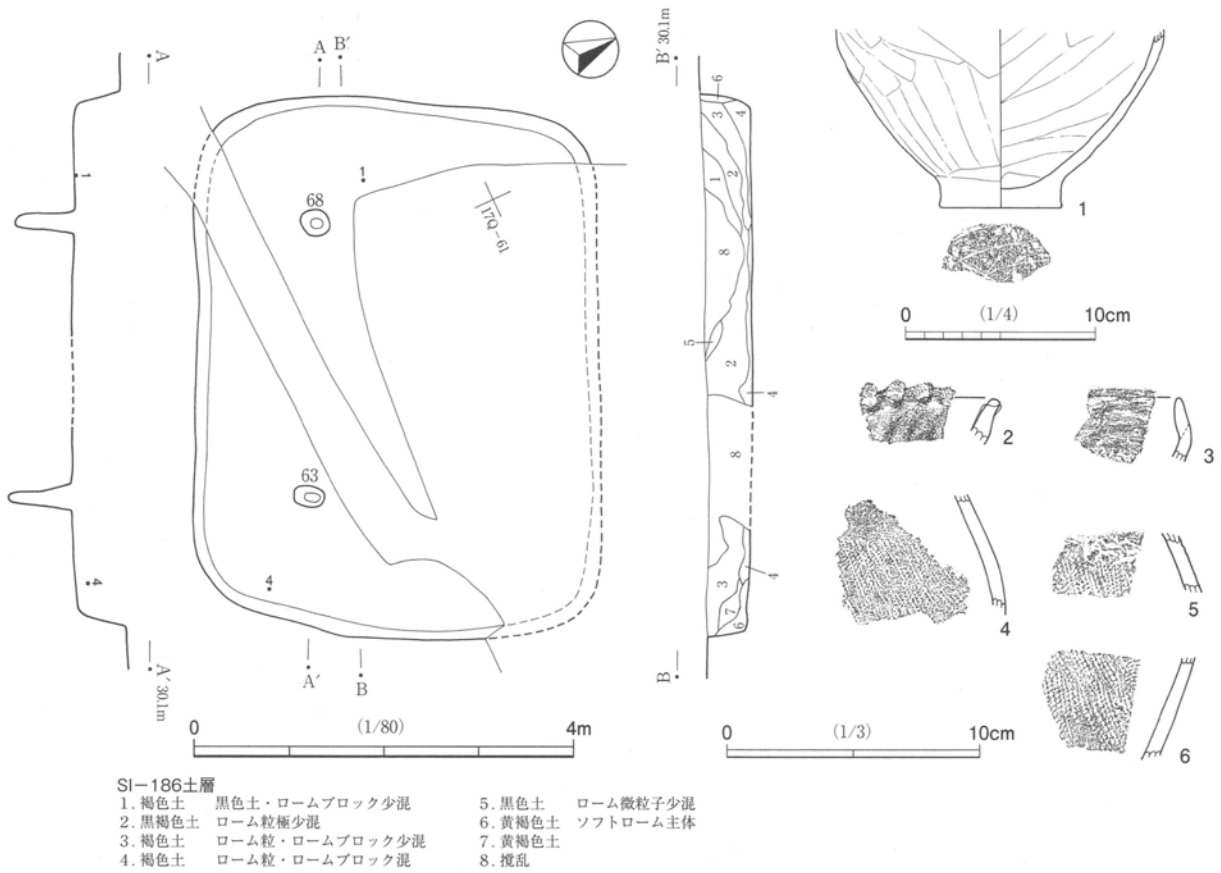 A
A
B′
B′ 30.1m
6
3
4
1
2
8
5
2
4
8
4
3
7
6
1
68
1
17Q-61
63
4
4
A′
B
A′ 30.1m
B
1
0 (1/4) 10cm
2
3
4
5
6
0 (1/80) 4m
0 (1/3) 10cm
SI-186土層
1. 褐色土 黒色土・ロームブロック少混
2. 黒褐色土 ローム粒極少混
3. 褐色土 ローム粒・ロームブロック少混
4. 褐色土 ローム粒・ロームブロック混
5. 黒色土 ローム微粒子少混
6. 黄褐色土 ソフトローム主体
7. 黄褐色土
8. 撹乱